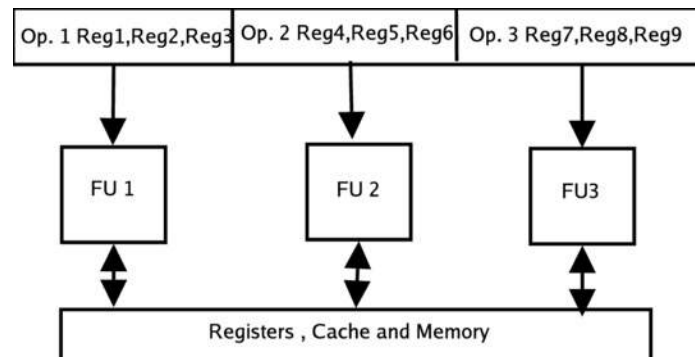 Op. 1 Reg1,Reg2,Reg3
Op. 2 Reg4,Reg5,Reg6
Op. 3 Reg7,Reg8,Reg9
FU 1
FU 2
FU3
Registers , Cache and Memory